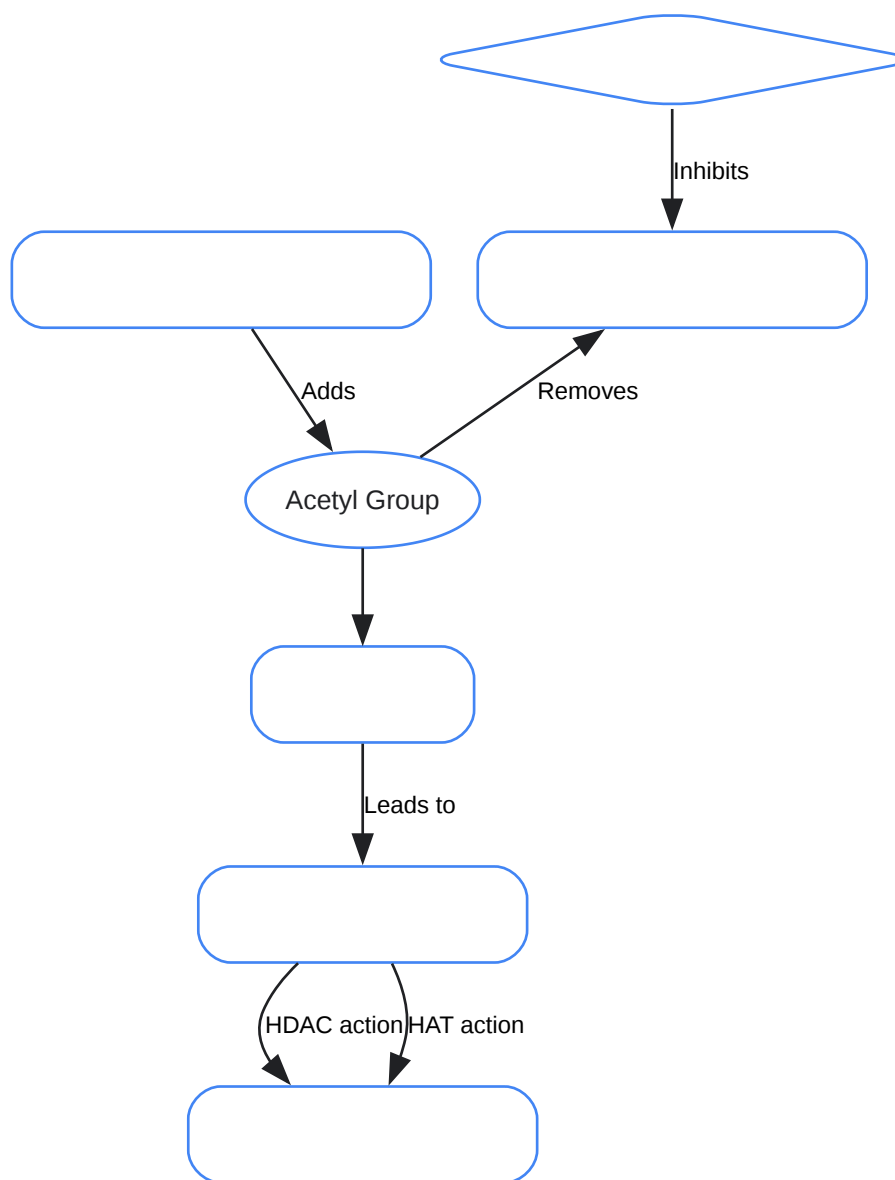 Inhibits
Adds
Removes
Acetyl Group
Leads to
HDAC action
HAT action